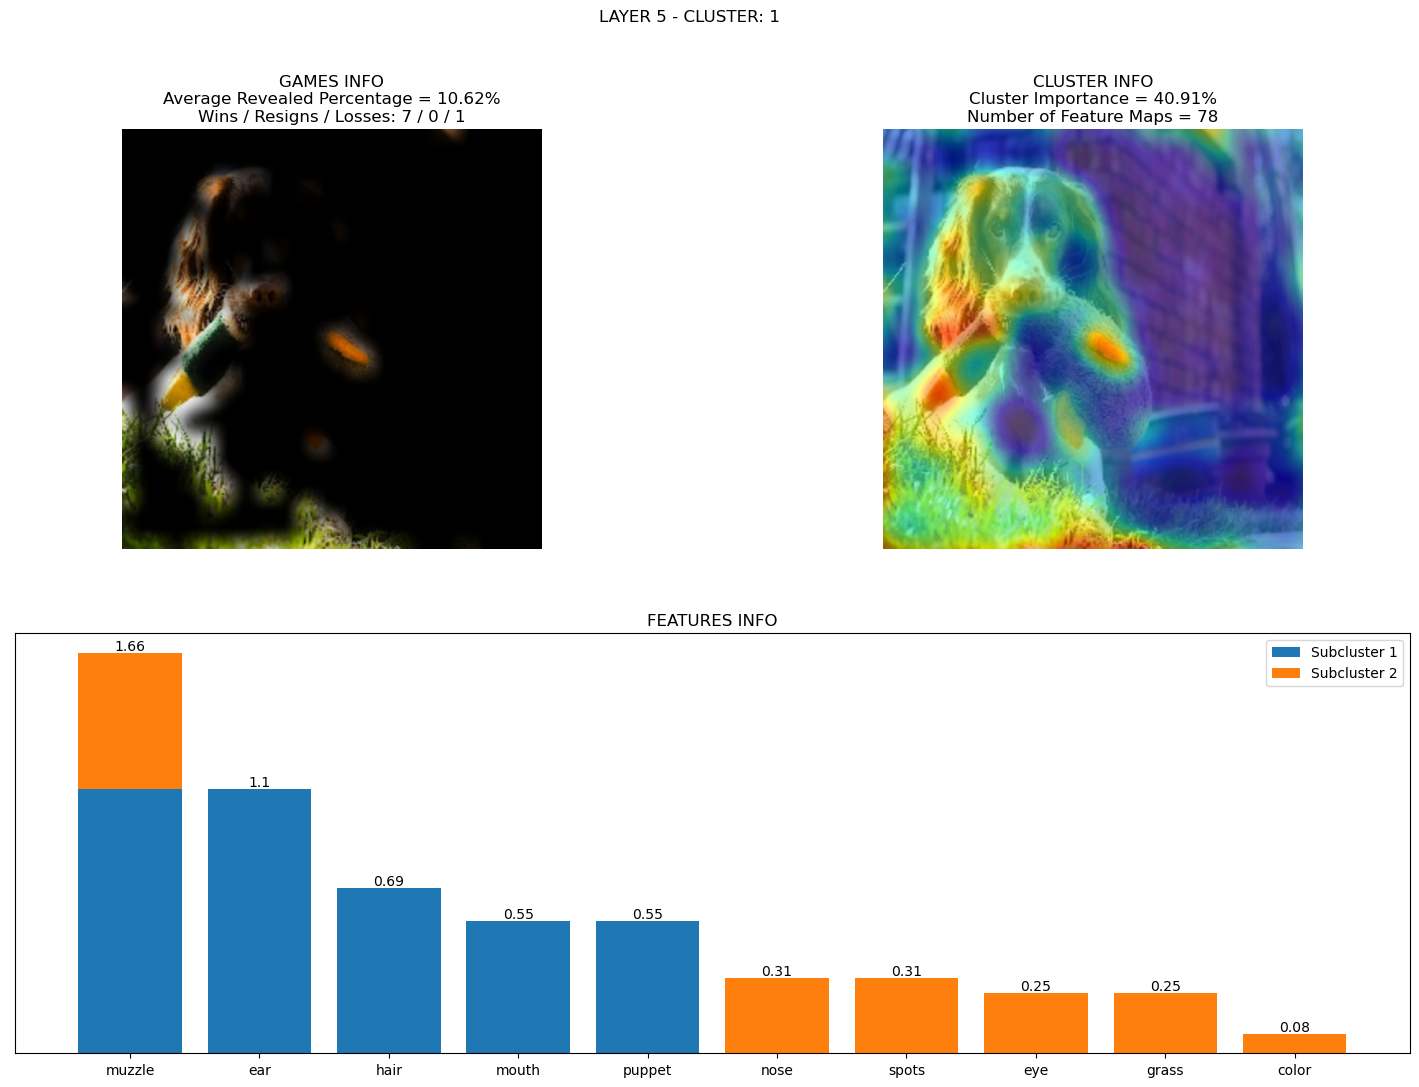 LAYER 5 - CLUSTER: 1
GAMES INFO
Average Revealed Percentage = 10.62%
Wins / Resigns / Losses: 7 / 0 / 1
CLUSTER INFO
Cluster Importance = 40.91%
Number of Feature Maps = 78
FEATURES INFO
Subcluster 1
Subcluster 2
1.66
1.1
0.69
0.55
0.55
0.31
0.31
0.25
0.25
0.08
muzzle
ear
hair
mouth
puppet
nose
spots
eye
grass
color